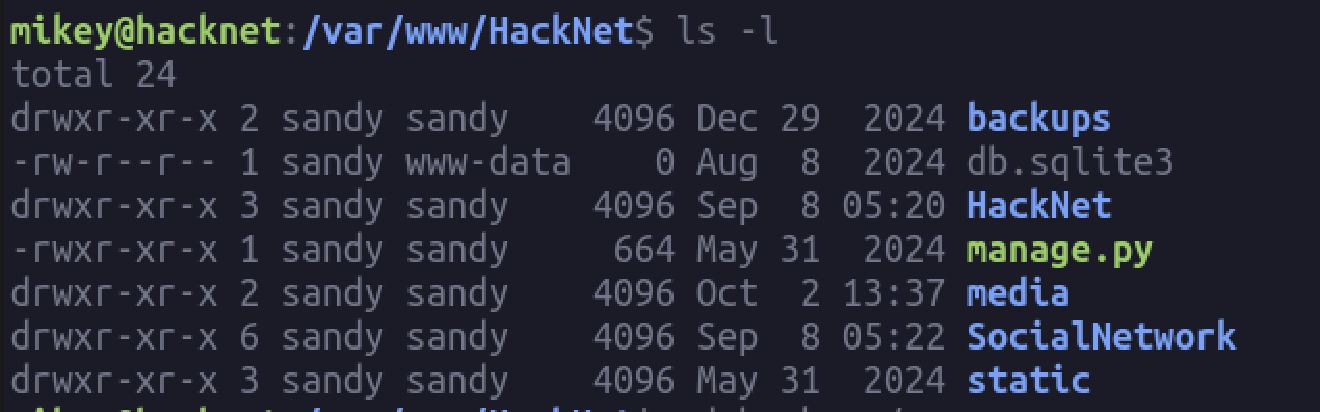 mikey@hacknet:/var/www/HackNet$ ls -l
total 24
drwxr-xr-x 2 sandy sandy    4096 Dec 29  2024 backups
-rw-r--r-- 1 sandy www-data    0 Aug  8  2024 db.sqlite3
drwxr-xr-x 3 sandy sandy    4096 Sep  8 05:20 HackNet
-rwxr-xr-x 1 sandy sandy     664 May 31  2024 manage.py
drwxr-xr-x 2 sandy sandy    4096 Oct  2 13:37 media
drwxr-xr-x 6 sandy sandy    4096 Sep  8 05:22 SocialNetwork
drwxr-xr-x 3 sandy sandy    4096 May 31  2024 static